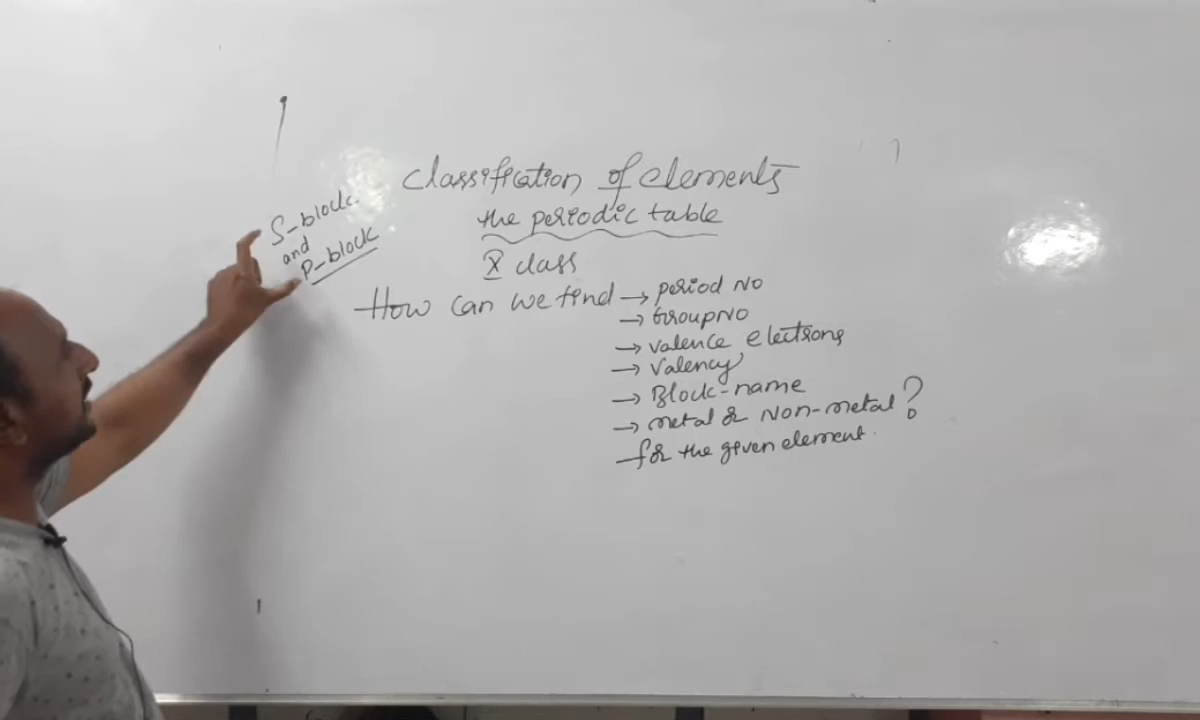 Classification of elements
the periodic table
X class
S-block.
and
P-block
How can we find → period No
→ Group No
→ valence electrons
→ valency
→ Block-name
→ metal & Non-metal ?
for the given element.